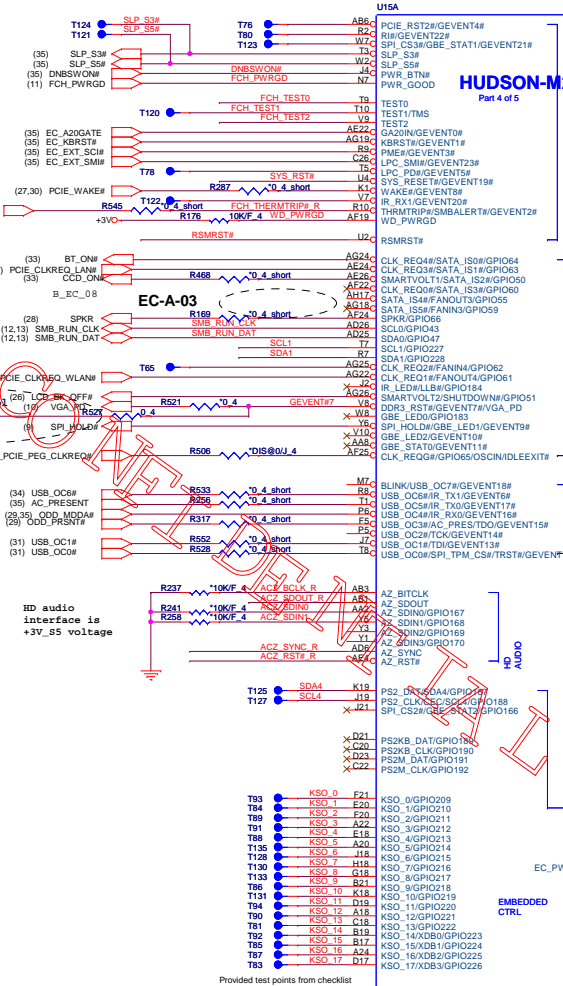 U15A
HUDSON-M
Part 4 of 5
T124 SLP_S3# T76 AB6 PCIE_RST2#/GEVENT4#
T121 SLP_S5# T80 R2 RI#/GEVENT22#
T123 W7 SPI_CS3#/GBE_STAT1/GEVENT21#
(35) SLP_S3# T3 SLP_S3#
(35) SLP_S5# W2 SLP_S5#
(35) DNBSWON# DNBSWON# J4 PWR_BTN#
(11) FCH_PWRGD FCH_PWRGD N7 PWR_GOOD
FCH_TEST0 T9 TEST0
T120 FCH_TEST1 T10 TEST1/TMS
FCH_TEST2 V9 TEST2
(35) EC_A20GATE AE22 GA20IN/GEVENT0#
(35) EC_KBRST# AG19 KBRST#/GEVENT1#
(35) EC_EXT_SCI# R9 PME#/GEVENT3#
(35) EC_EXT_SMI# C26 LPC_SMI#/GEVENT23#
T78 T5 LPC_PD#/GEVENT5#
SYS_RST# U4 SYS_RESET#/GEVENT19#
(27,30) PCIE_WAKE# R287 *0_4_short K1 WAKE#/GEVENT8#
T122 V7 IR_RX1/GEVENT20#
R545 *0_4_short FCH_THERMTRIP#_R R10 THRMTRIP#/SMBALERT#/GEVENT2#
+3V R176 10K/F_4 WD_PWRGD AF19 WD_PWRGD
RSMRST# U2 RSMRST#
(33) BT_ON# AG24 CLK_REQ4#/SATA_IS0#/GPIO64
) PCIE_CLKREQ_LAN# AE24 CLK_REQ3#/SATA_IS1#/GPIO63
(33) CCD_ON# R468 *0_4_short AE26 SMARTVOLT1/SATA_IS2#/GPIO50
AF22 CLK_REQ0#/SATA_IS3#/GPIO60
B_EC_08 EC-A-03 AH17 SATA_IS4#/FANOUT3/GPIO55
AG18 SATA_IS5#/FANIN3/GPIO59
(28) SPKR R169 *0_4_short AF24 SPKR/GPIO66
(12,13) SMB_RUN_CLK SMB_RUN_CLK AD26 SCL0/GPIO43
(12,13) SMB_RUN_DAT SMB_RUN_DAT AD25 SDA0/GPIO47
SCL1 T7 SCL1/GPIO227
SDA1 R7 SDA1/GPIO228
T65 AG25 CLK_REQ2#/FANIN4/GPIO62
PCIE_CLKREQ_WLAN# AG22 CLK_REQ1#/FANOUT4/GPIO61
J2 IR_LED#/LLB#/GPIO184
(26) LCD_BK_OFF# AG26 SMARTVOLT2/SHUTDOWN#/GPIO51
(10) VGA_PD R521 *0_4 GEVENT#7 V8 DDR3_RST#/GEVENT7#/VGA_PD
R527 0_4 W8 GBE_LED0/GPIO183
(9) SPI_HOLD# Y6 SPI_HOLD#/GBE_LED1/GEVENT9#
V10 GBE_LED2/GEVENT10#
AA8 GBE_STAT0/GEVENT11#
PCIE_PEG_CLKREQ# R506 *DIS@0/J_4 AF25 CLK_REQG#/GPIO65/OSCIN/IDLEEXIT#
M7 BLINK/USB_OC7#/GEVENT18#
(34) USB_OC6# R533 *0_4_short R8 USB_OC6#/IR_TX1/GEVENT6#
(35) AC_PRESENT R256 *0_4_short T1 USB_OC5#/IR_TX0/GEVENT17#
(29,35) ODD_MDDA# P6 USB_OC4#/IR_RX0/GEVENT16#
(29) ODD_PRSNT# R317 *0_4_short F5 USB_OC3#/AC_PRES/TDO/GEVENT15#
P5 USB_OC2#/TCK/GEVENT14#
(31) USB_OC1# R552 *0_4_short J7 USB_OC1#/TDI/GEVENT13#
(31) USB_OC0# R528 *0_4_short T8 USB_OC0#/SPI_TPM_CS#/TRST#/GEVENT
HD audio
interface is
+3V_S5 voltage
R237 *10K/F_4 ACZ_BCLK_R AB3 AZ_BITCLK
ACZ_SDOUT_R AB1 AZ_SDOUT
R241 *10K/F_4 ACZ_SDIN0 AA2 AZ_SDIN0/GPIO167
R258 *10K/F_4 ACZ_SDIN1 Y5 AZ_SDIN1/GPIO168
Y3 AZ_SDIN2/GPIO169
Y1 AZ_SDIN3/GPIO170
ACZ_SYNC_R AD6 AZ_SYNC
ACZ_RST#_R AE4 AZ_RST#
HD
AUDIO
T125 SDA4 K19 PS2_DAT/SDA4/GPIO187
T127 SCL4 J19 PS2_CLK/CEC/SCL4/GPIO188
J21 SPI_CS2#/GBE_STAT2/GPIO166
D21 PS2KB_DAT/GPIO189
C20 PS2KB_CLK/GPIO190
D23 PS2M_DAT/GPIO191
C22 PS2M_CLK/GPIO192
T93 KSO_0 F21 KSO_0/GPIO209
T84 KSO_1 E20 KSO_1/GPIO210
T89 KSO_2 F20 KSO_2/GPIO211
T91 KSO_3 A22 KSO_3/GPIO212
T88 KSO_4 E18 KSO_4/GPIO213
T135 KSO_5 A20 KSO_5/GPIO214
T128 KSO_6 J18 KSO_6/GPIO215
T130 KSO_7 H18 KSO_7/GPIO216
T133 KSO_8 G18 KSO_8/GPIO217
T86 KSO_9 B21 KSO_9/GPIO218
T131 KSO_10 K18 KSO_10/GPIO219
T94 KSO_11 D19 KSO_11/GPIO220
T90 KSO_12 A18 KSO_12/GPIO221
T81 KSO_13 C18 KSO_13/GPIO222
T92 KSO_14 B19 KSO_14/XDB0/GPIO223
T85 KSO_15 B17 KSO_15/XDB1/GPIO224
T87 KSO_16 A24 KSO_16/XDB2/GPIO225
T83 KSO_17 D17 KSO_17/XDB3/GPIO226
EC_PW
EMBEDDED
CTRL
Provided test points from checklist